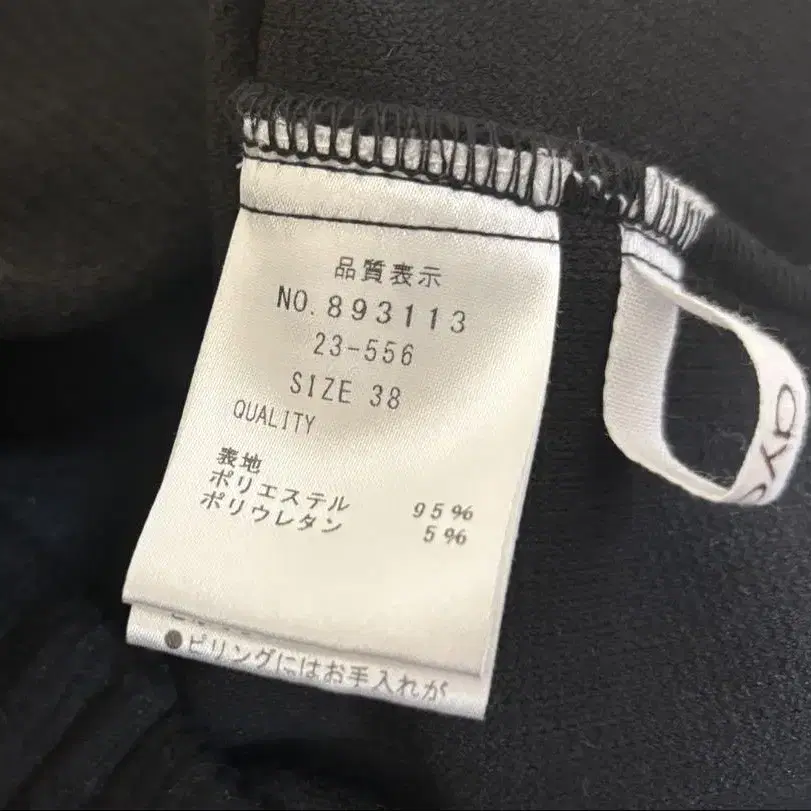 品質表示
NO.893113
23-556
SIZE 38
QUALITY
表地
ポリエステル 95%
ポリウレタン 5%
●ピリングにはお手入れが